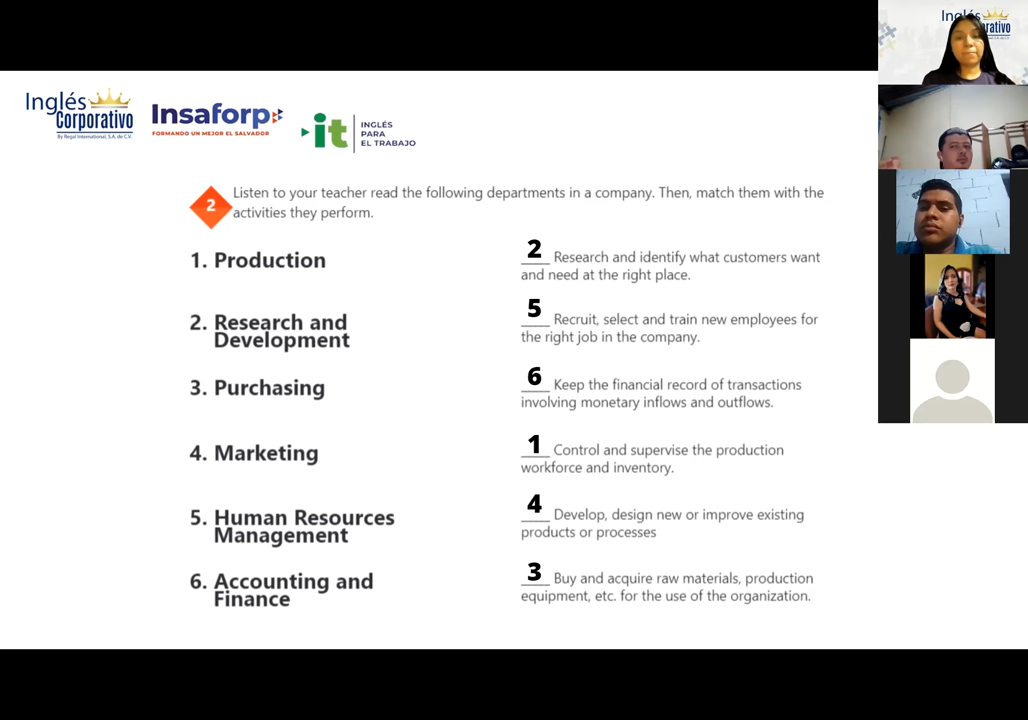 Inglés
Corporativo
By Regal International, S.A. de C.V.
Insaforp
FORMANDO UN MEJOR EL SALVADOR
it
INGLÉS
PARA
EL TRABAJO
Inglés
rativo
2
Listen to your teacher read the following departments in a company. Then, match them with the
activities they perform.
1. Production
2. Research and
Development
3. Purchasing
4. Marketing
5. Human Resources
Management
6. Accounting and
Finance
2 Research and identify what customers want
and need at the right place.
5 Recruit, select and train new employees for
the right job in the company.
6 Keep the financial record of transactions
involving monetary inflows and outflows.
1 Control and supervise the production
workforce and inventory.
4 Develop, design new or improve existing
products or processes
3 Buy and acquire raw materials, production
equipment, etc. for the use of the organization.